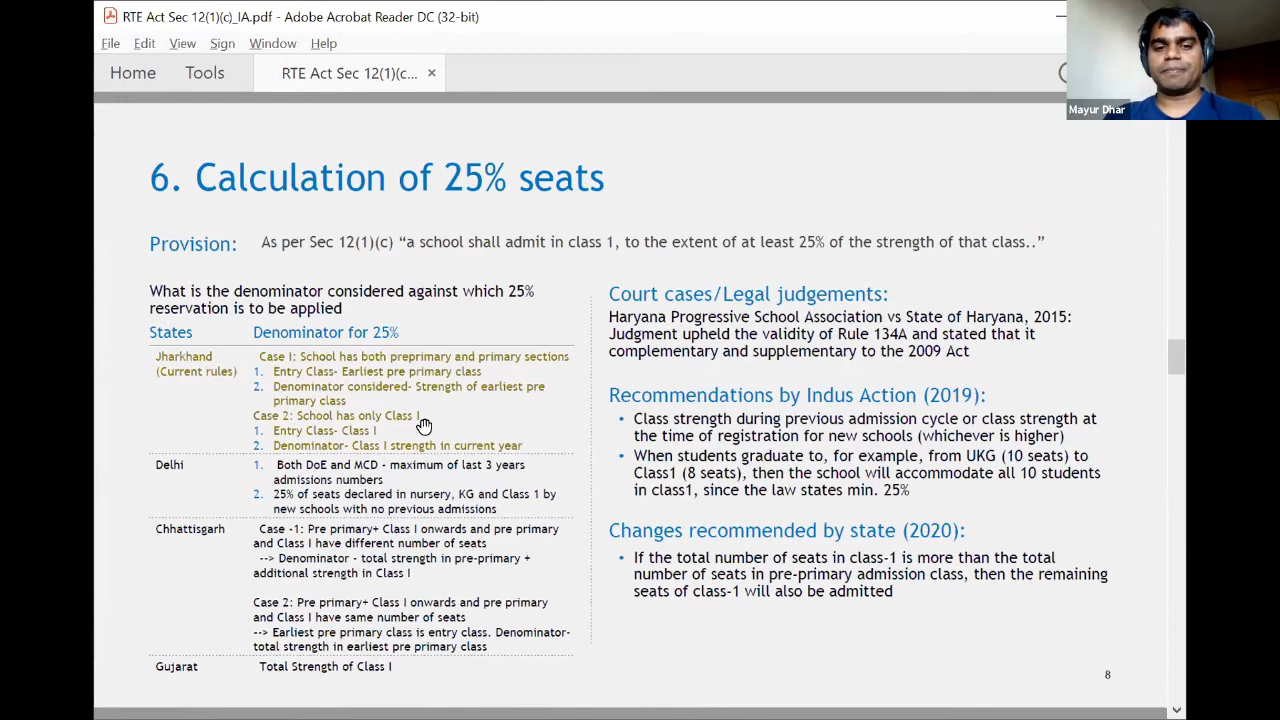 RTE Act Sec 12(1)(c)_IA.pdf - Adobe Acrobat Reader DC (32-bit)
File Edit View Sign Window Help
Home Tools RTE Act Sec 12(1)(c... ×
Mayur Dhar
6. Calculation of 25% seats
Provision: As per Sec 12(1)(c) “a school shall admit in class 1, to the extent of at least 25% of the strength of that class..”
What is the denominator considered against which 25%
reservation is to be applied
States Denominator for 25%
Jharkhand
(Current rules)
Case I: School has both preprimary and primary sections
1. Entry Class- Earliest pre primary class
2. Denominator considered- Strength of earliest pre
primary class
Case 2: School has only Class I
1. Entry Class- Class I
2. Denominator- Class I strength in current year
Delhi
1. Both DoE and MCD - maximum of last 3 years
admissions numbers
2. 25% of seats declared in nursery, KG and Class 1 by
new schools with no previous admissions
Chhattisgarh
Case -1: Pre primary+ Class I onwards and pre primary
and Class I have different number of seats
--> Denominator - total strength in pre-primary +
additional strength in Class I
Case 2: Pre primary+ Class I onwards and pre primary
and Class I have same number of seats
--> Earliest pre primary class is entry class. Denominator-
total strength in earliest pre primary class
Gujarat Total Strength of Class I
Court cases/Legal judgements:
Haryana Progressive School Association vs State of Haryana, 2015:
Judgment upheld the validity of Rule 134A and stated that it
complementary and supplementary to the 2009 Act
Recommendations by Indus Action (2019):
• Class strength during previous admission cycle or class strength at
the time of registration for new schools (whichever is higher)
• When students graduate to, for example, from UKG (10 seats) to
Class1 (8 seats), then the school will accommodate all 10 students
in class1, since the law states min. 25%
Changes recommended by state (2020):
• If the total number of seats in class-1 is more than the total
number of seats in pre-primary admission class, then the remaining
seats of class-1 will also be admitted
8